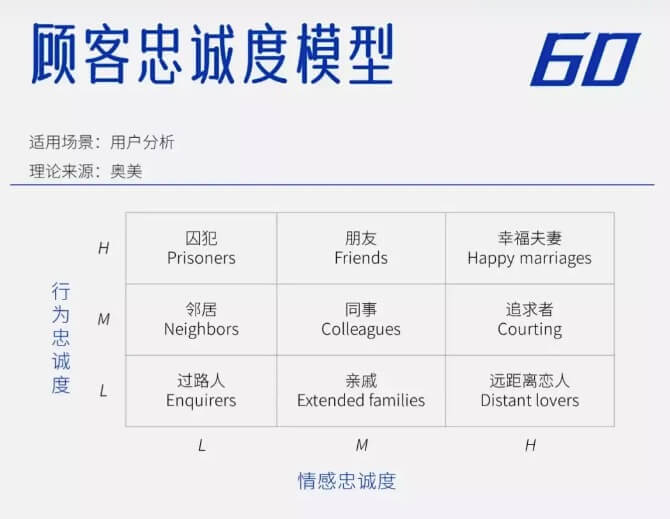 顾客忠诚度模型
60
适用场景：用户分析
理论来源：奥美
行为忠诚度
H
囚犯
Prisoners
朋友
Friends
幸福夫妻
Happy marriages
M
邻居
Neighbors
同事
Colleagues
追求者
Courting
L
过路人
Enquirers
亲戚
Extended families
远距离恋人
Distant lovers
L
M
H
情感忠诚度